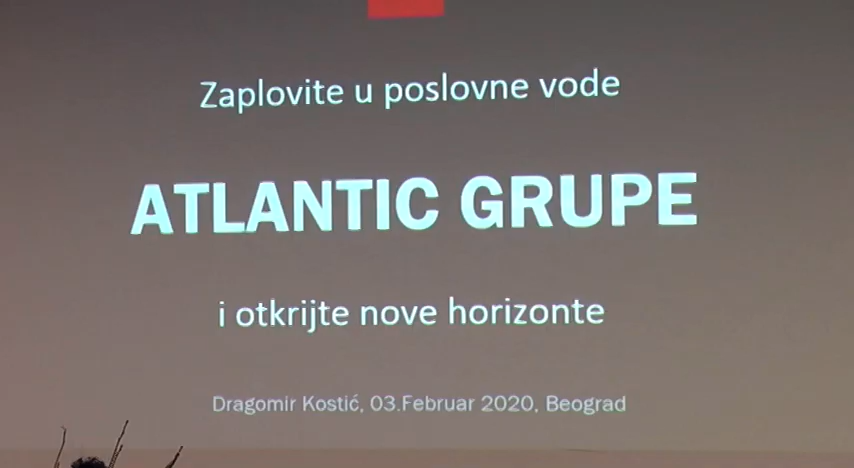 Zaplovite u poslovne vode
ATLANTIC GRUPE
i otkrijte nove horizonte
Dragomir Kostić, 03.Februar 2020, Beograd